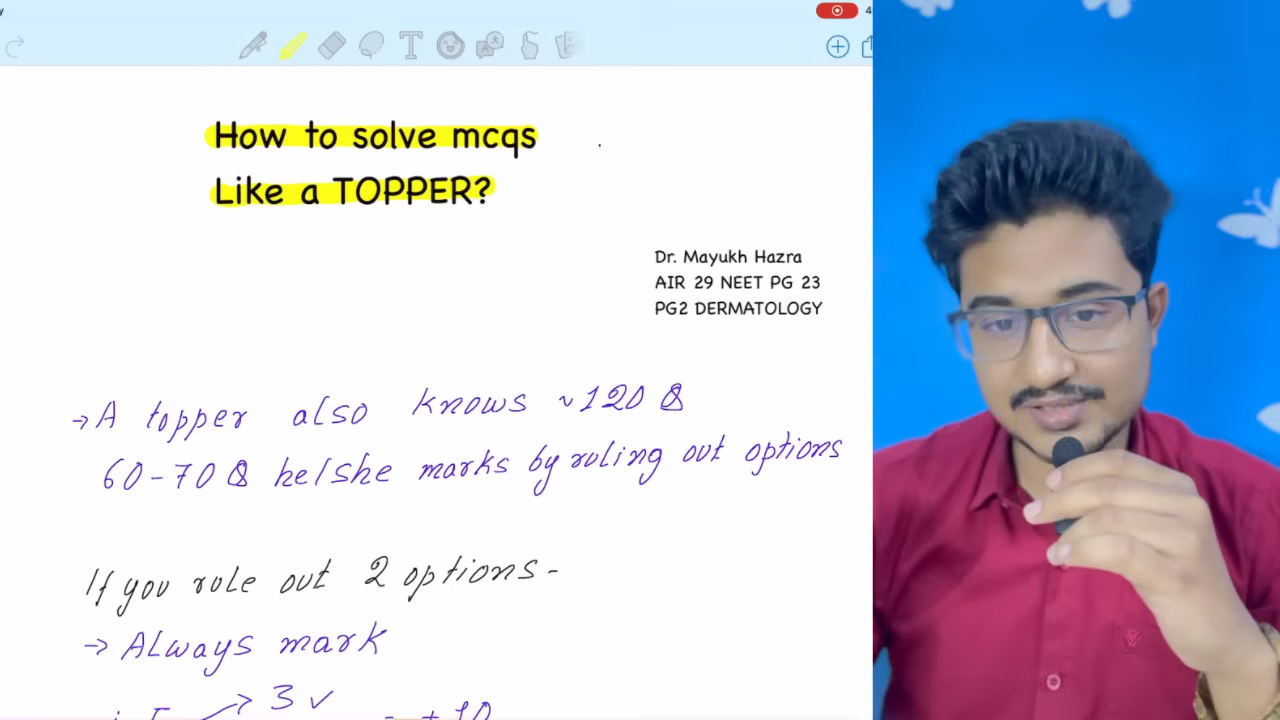 How to solve mcqs
Like a TOPPER?
Dr. Mayukh Hazra
AIR 29 NEET PG 23
PG2 DERMATOLOGY
→ A topper also knows ~120 Q
60-70 Q he/she marks by ruling out options
If you rule out 2 options -
→ Always mark
3 ✓
+10